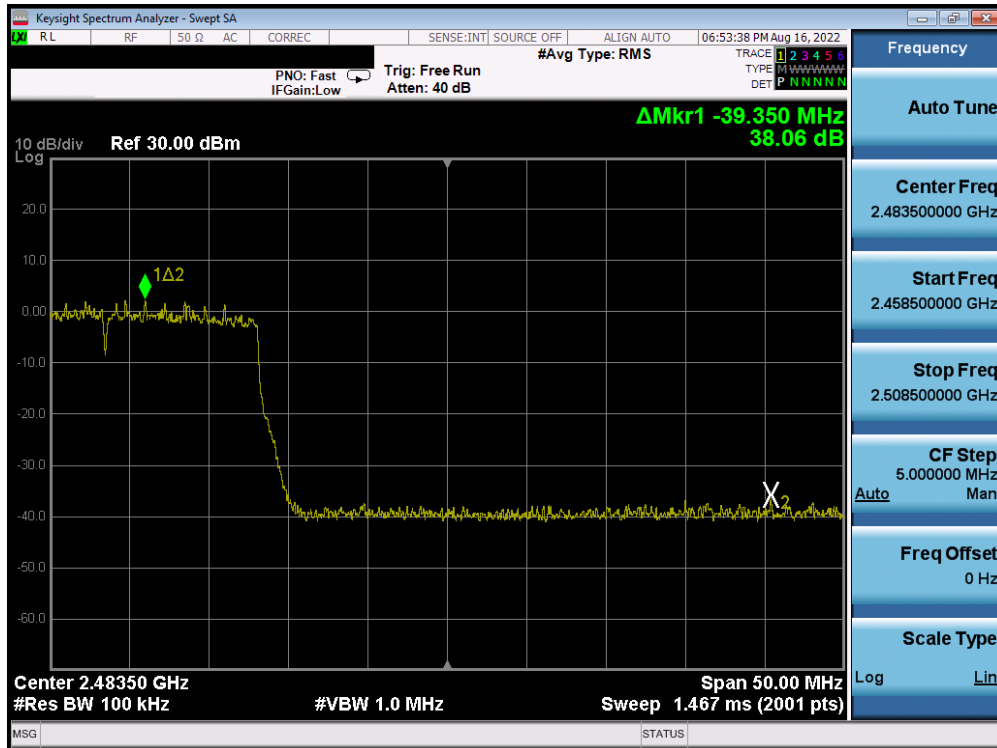 Keysight Spectrum Analyzer - Swept SA
LXI RL RF 50 Ω AC CORREC SENSE:INT SOURCE OFF ALIGN AUTO 06:53:38 PM Aug 16, 2022
#Avg Type: RMS
TRACE 1 2 3 4 5 6
PNO: Fast
Trig: Free Run
TYPE M WWWWW
IFGain:Low
Atten: 40 dB
DET P N N N N N
ΔMkr1 -39.350 MHz
38.06 dB
10 dB/div Ref 30.00 dBm
Log
20.0
10.0
1Δ2
0.00
-10.0
-20.0
-30.0
X2
-40.0
-50.0
-60.0
Center 2.48350 GHz
Span 50.00 MHz
#Res BW 100 kHz
#VBW 1.0 MHz
Sweep 1.467 ms (2001 pts)
MSG
STATUS
Frequency
Auto Tune
Center Freq
2.483500000 GHz
Start Freq
2.458500000 GHz
Stop Freq
2.508500000 GHz
CF Step
5.000000 MHz
Auto Man
Freq Offset
0 Hz
Scale Type
Log Lin